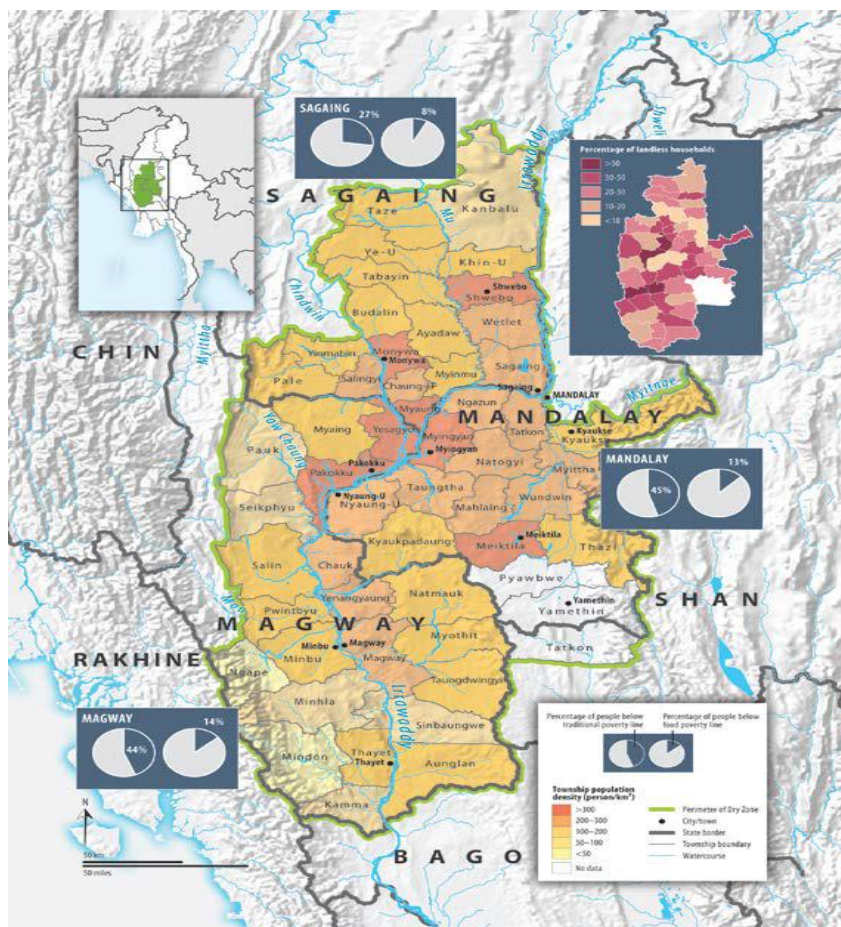 SAGAING
27%
8%
Percentage of landless households
>50
30-50
20-30
10-20
<10
Irrawaddy
Shweli
SAGAING
Taze
Mu
Kanbalu
Ye-U
Khin-U
Tabayin
Chindwin
Shwebo
Shwebo
Budalin
Wetlet
Ayadaw
Myittha
CHIN
Yinmabin
Monywa
Monywa
Pale
Salingyi
Chaung-U
Myinmu
Sagaing
Sagaing
MANDALAY
Myitnge
Ngazun
Myaung
MANDALAY
Yaw Chaung
Myaing
Yesagyo
Myingyan
Myingyan
Tatkon
Kyaukse
Kyaukse
Pauk
Pakokku
Pakokku
Natogyi
Myittha
MANDALAY
13%
45%
Nyaung-U
Nyaung-U
Taungtha
Mahlaing
Wundwin
Seikphyu
Kyaukpadaung
Meiktila
Meiktila
Thazi
Salin
Chauk
Pyawbwe
Natmauk
Yamethin
Yamethin
SHAN
Yenangyaung
Pwintbyu
MAGWAY
Myothit
Tatkon
RAKHINE
Minbu
Magway
Minbu
Magway
Ngape
Taungdwingyi
Minhla
Irrawaddy
Sinbaungwe
MAGWAY
14%
44%
Mindon
Thayet
Thayet
Aunglan
Kamma
BAGO
N
50 km
50 miles
Percentage of people below
traditional poverty line
Percentage of people below
food poverty line
Township population
density (person/km²)
>300
200-300
100-200
50-100
<50
No data
Perimeter of Dry Zone
City/town
State border
Township boundary
Watercourse